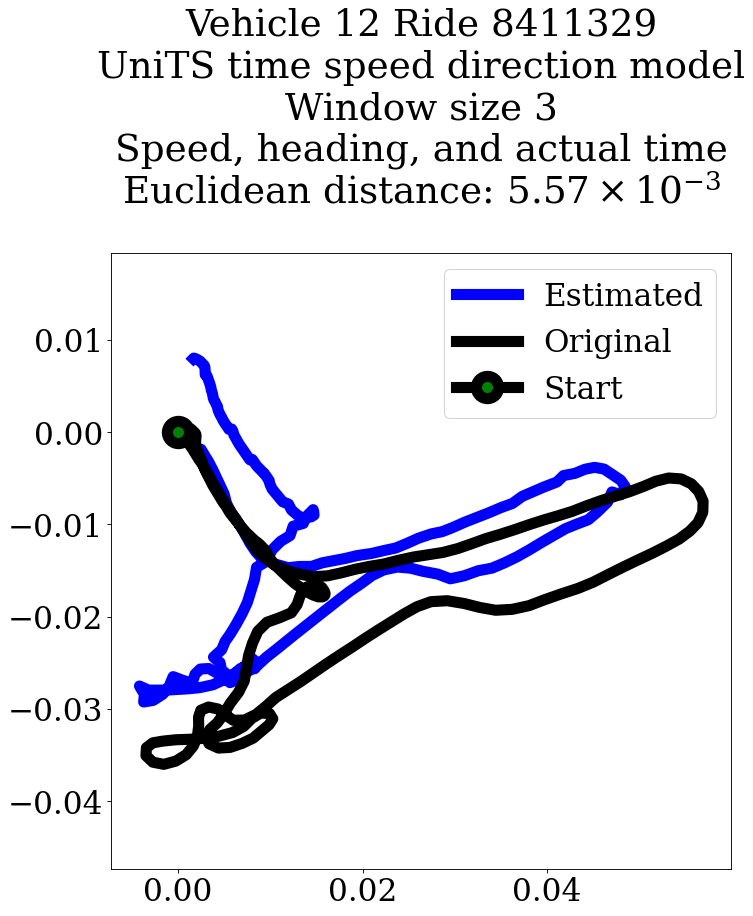 Vehicle 12 Ride 8411329
UniTS time speed direction model
Window size 3
Speed, heading, and actual time
Euclidean distance: 5.57 × 10⁻³
Estimated
Original
Start
0.01
0.00
−0.01
−0.02
−0.03
−0.04
0.00 0.02 0.04